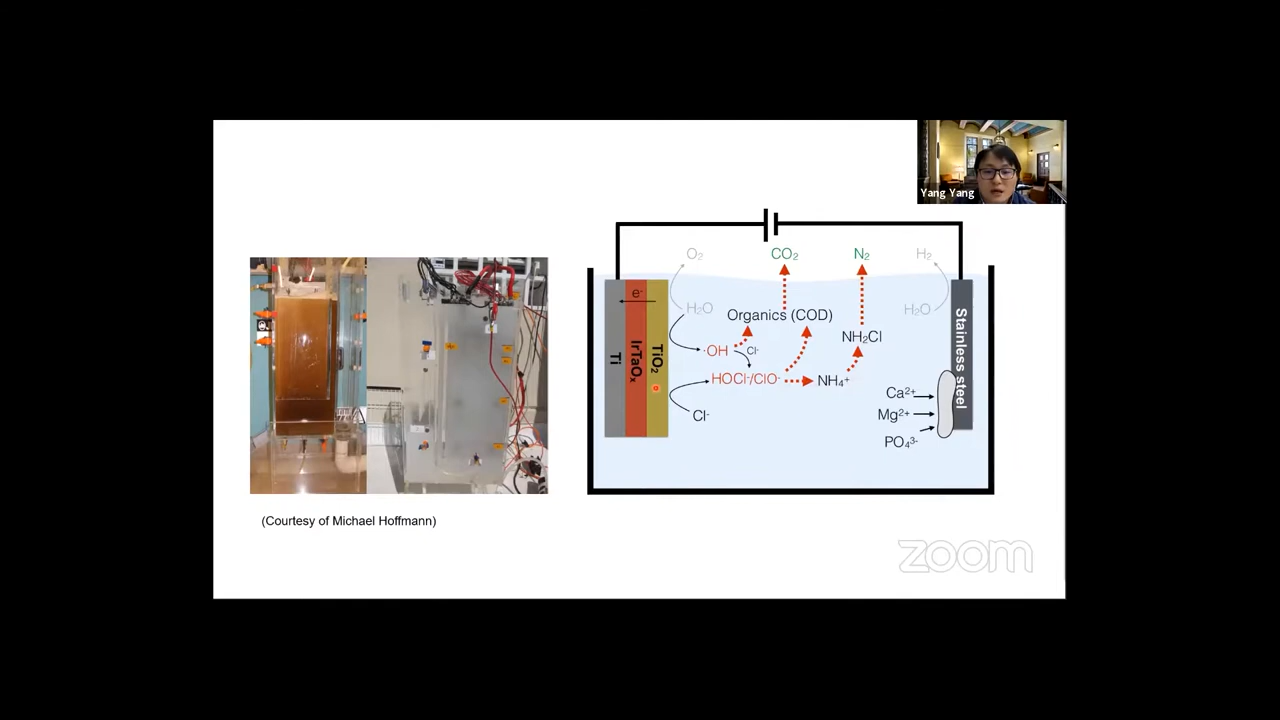 Yang Yang
O₂
CO₂
N₂
H₂
e⁻
H₂O
Organics (COD)
H₂O
·OH
Cl⁻
NH₂Cl
HOCl⁻/ClO⁻
NH₄⁺
Cl⁻
Ti
IrTaOₓ
TiO₂
Stainless steel
Ca²⁺
Mg²⁺
PO₄³⁻
(Courtesy of Michael Hoffmann)
zoom